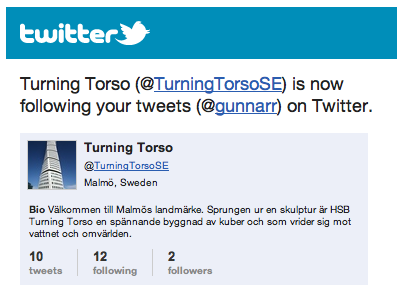 twitter
Turning Torso (@TurningTorsoSE) is now
following your tweets (@gunnarr) on Twitter.
Turning Torso
@TurningTorsoSE
Malmö, Sweden
Bio Välkommen till Malmös landmärke. Sprungen ur en skulptur är HSB
Turning Torso en spännande byggnad av kuber och som vrider sig mot
vattnet och omvärlden.
10 12 2
tweets following followers